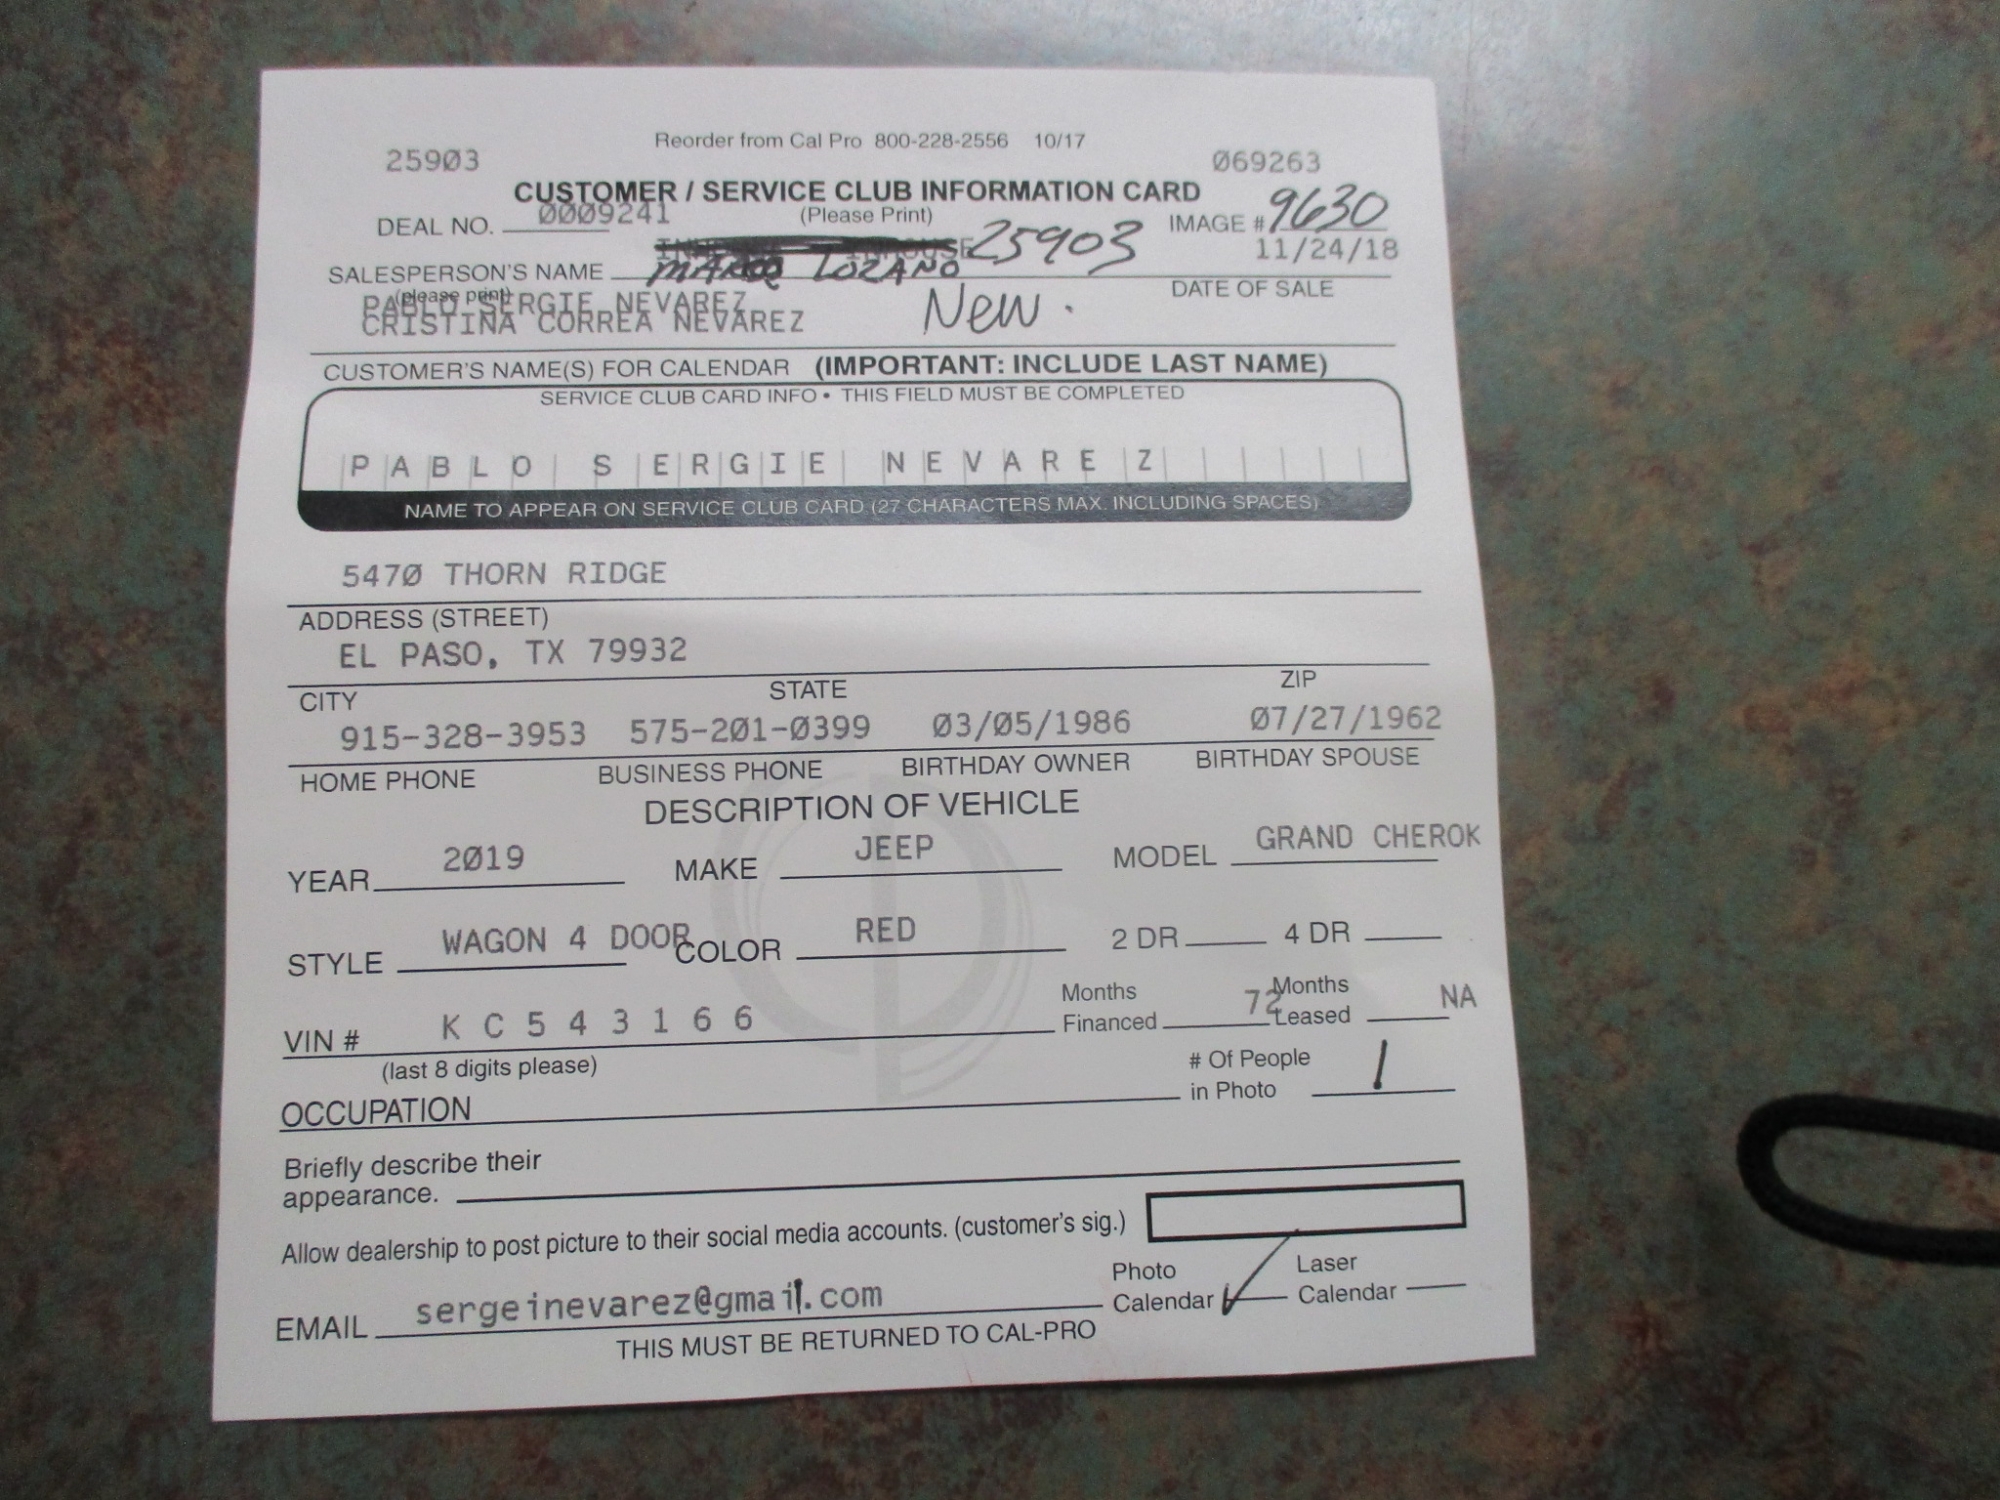 Reorder from Cal Pro 800-228-2556 10/17
25903 069263
CUSTOMER / SERVICE CLUB INFORMATION CARD
DEAL NO. 0009241 (Please Print) IMAGE # 9630
25903 11/24/18
SALESPERSON'S NAME LOZANO DATE OF SALE
(please print)
PABLO SERGIE NEVAREZ New.
CRISTINA CORREA NEVAREZ
CUSTOMER'S NAME(S) FOR CALENDAR (IMPORTANT: INCLUDE LAST NAME)
SERVICE CLUB CARD INFO • THIS FIELD MUST BE COMPLETED
PABLO SERGIE NEVAREZ
NAME TO APPEAR ON SERVICE CLUB CARD (27 CHARACTERS MAX. INCLUDING SPACES)
5470 THORN RIDGE
ADDRESS (STREET)
EL PASO, TX 79932
CITY STATE ZIP
915-328-3953 575-201-0399 03/05/1986 07/27/1962
HOME PHONE BUSINESS PHONE BIRTHDAY OWNER BIRTHDAY SPOUSE
DESCRIPTION OF VEHICLE
YEAR 2019 MAKE JEEP MODEL GRAND CHEROK
STYLE WAGON 4 DOOR COLOR RED 2 DR 4 DR
VIN # K C 5 4 3 1 6 6 Months Financed 72 Months Leased NA
(last 8 digits please)
OCCUPATION # Of People in Photo 1
Briefly describe their
appearance.
Allow dealership to post picture to their social media accounts. (customer's sig.)
EMAIL sergeinevarez@gmail.com Photo Calendar ✓ Laser Calendar
THIS MUST BE RETURNED TO CAL-PRO